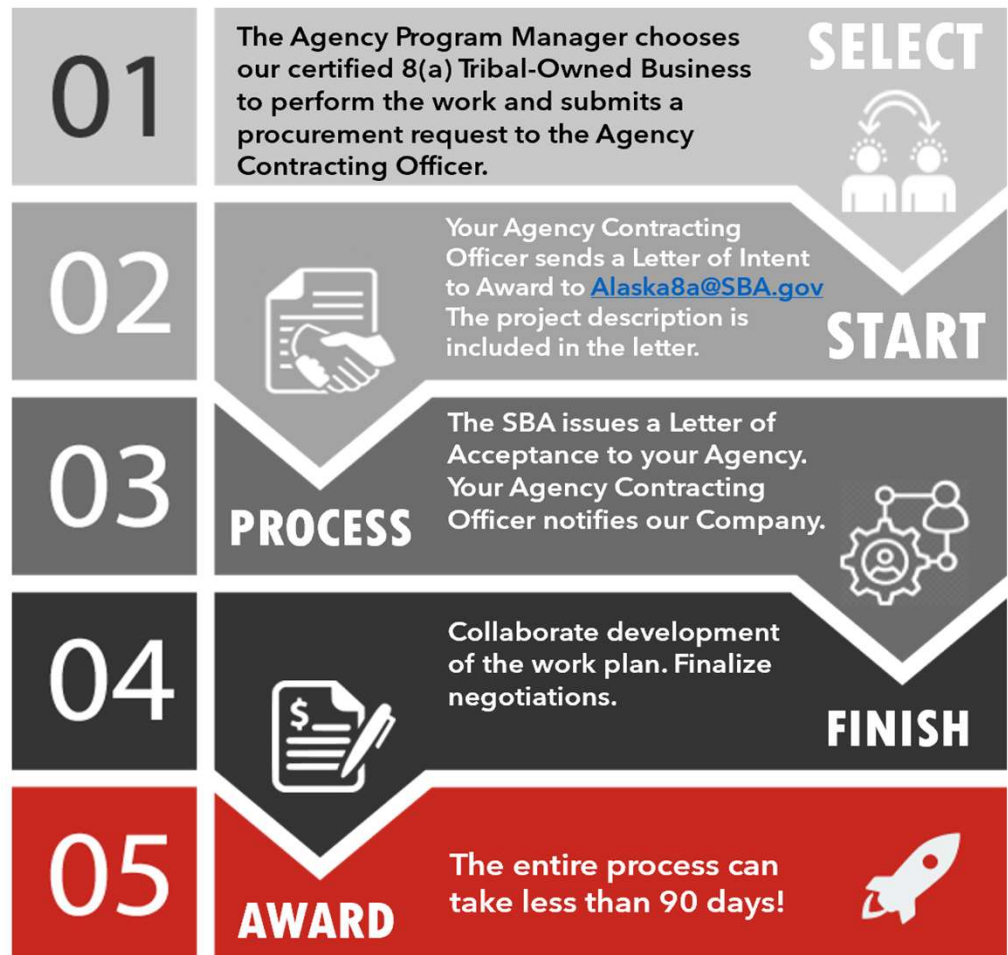 01
The Agency Program Manager chooses
our certified 8(a) Tribal-Owned Business
to perform the work and submits a
procurement request to the Agency
Contracting Officer.
SELECT
02
Your Agency Contracting
Officer sends a Letter of Intent
to Award to Alaska8a@SBA.gov
The project description is
included in the letter.
START
03
PROCESS
The SBA issues a Letter of
Acceptance to your Agency.
Your Agency Contracting
Officer notifies our Company.
04
$
Collaborate development
of the work plan. Finalize
negotiations.
FINISH
05
AWARD
The entire process can
take less than 90 days!